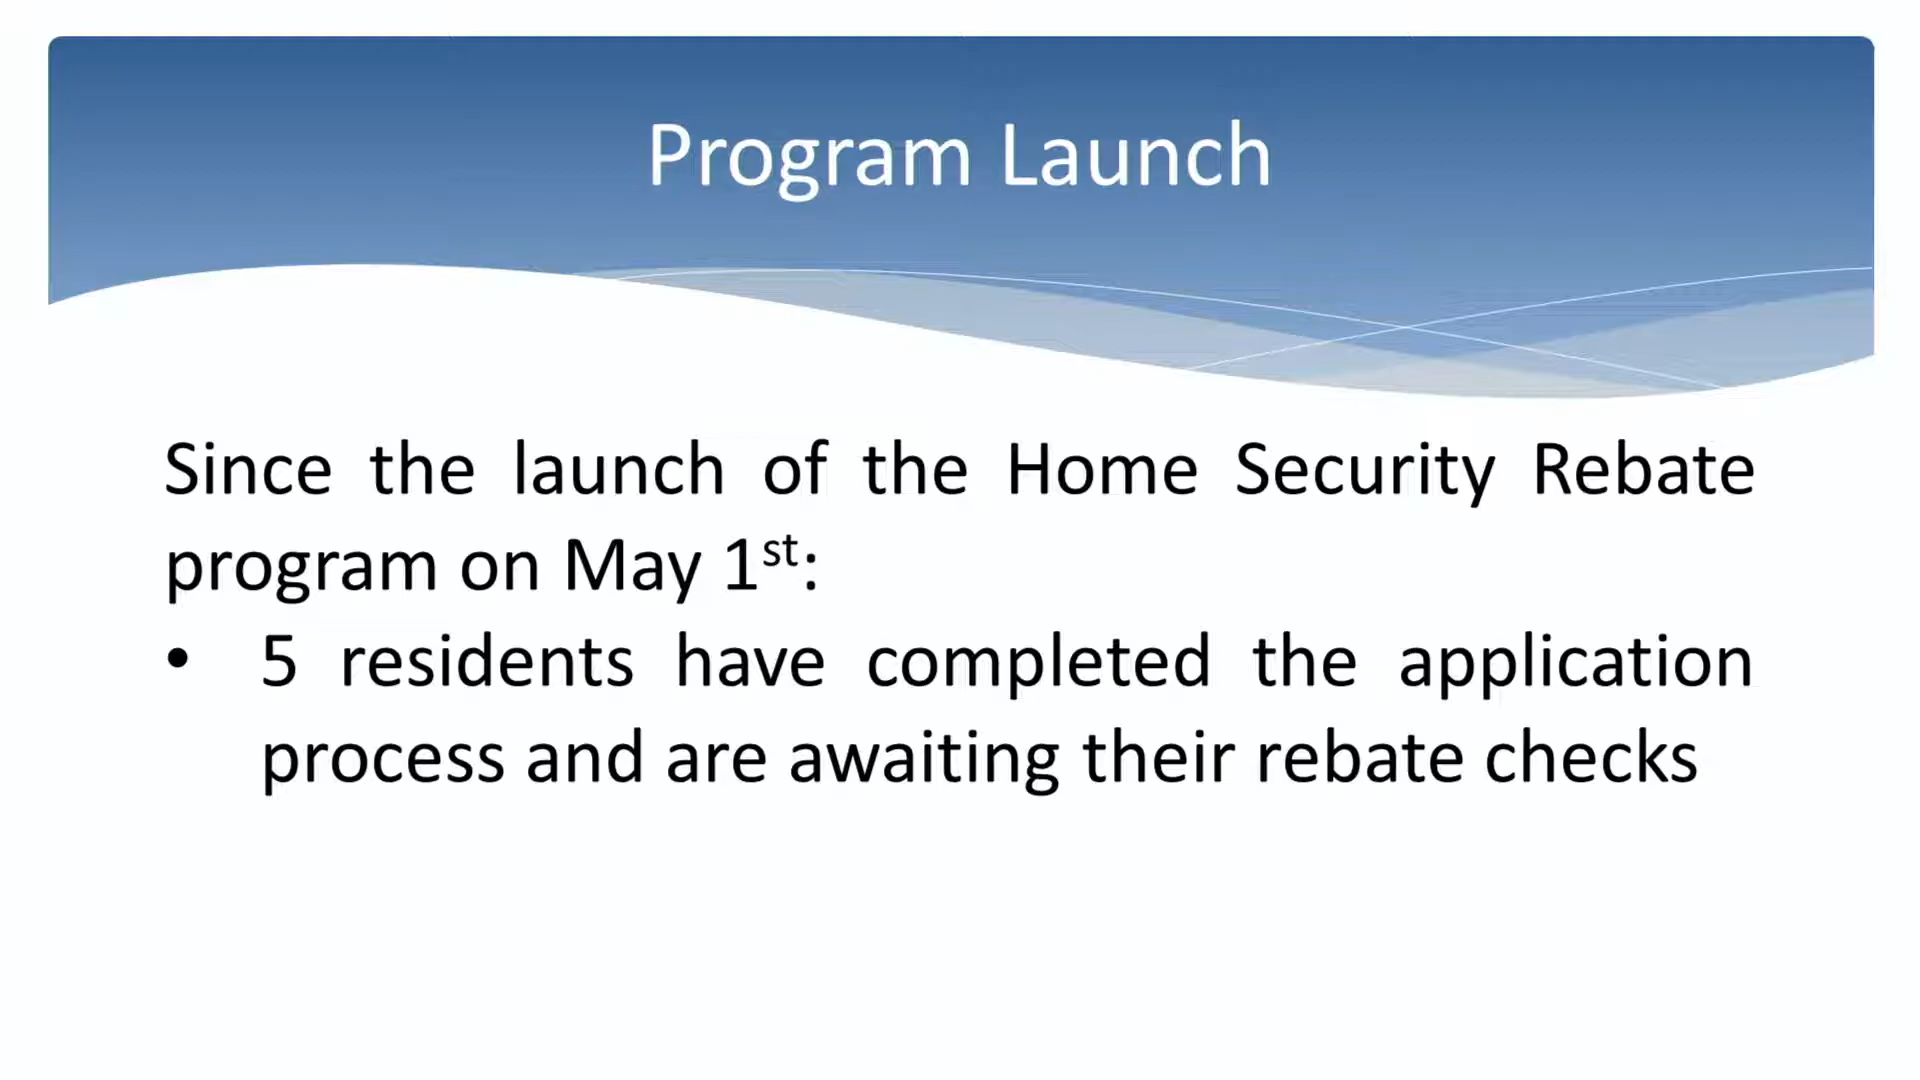 Program Launch
Since the launch of the Home Security Rebate
program on May 1st:
• 5 residents have completed the application
process and are awaiting their rebate checks